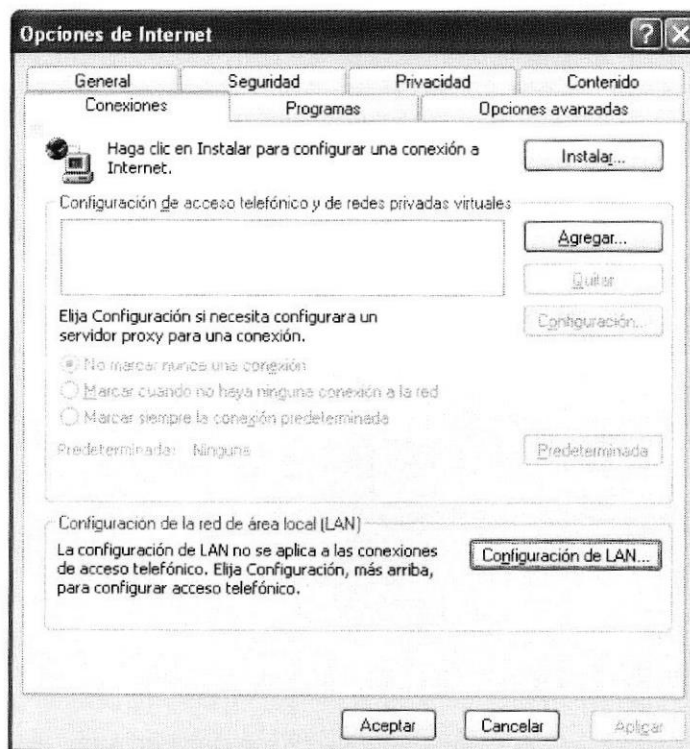 Opciones de Internet
General Seguridad Privacidad Contenido
Conexiones Programas Opciones avanzadas
Haga clic en Instalar para configurar una conexión a
Internet.
Instalar...
Configuración de acceso telefónico y de redes privadas virtuales
Agregar...
Quitar
Elija Configuración si necesita configurara un
servidor proxy para una conexión.
Configuración...
No marcar nunca una conexión
Marcar cuando no haya ninguna conexión a la red
Marcar siempre la conexión predeterminada
Predeterminada: Ninguna
Predeterminada
Configuración de la red de área local (LAN)
La configuración de LAN no se aplica a las conexiones
de acceso telefónico. Elija Configuración, más arriba,
para configurar acceso telefónico.
Configuración de LAN...
Aceptar Cancelar Aplicar